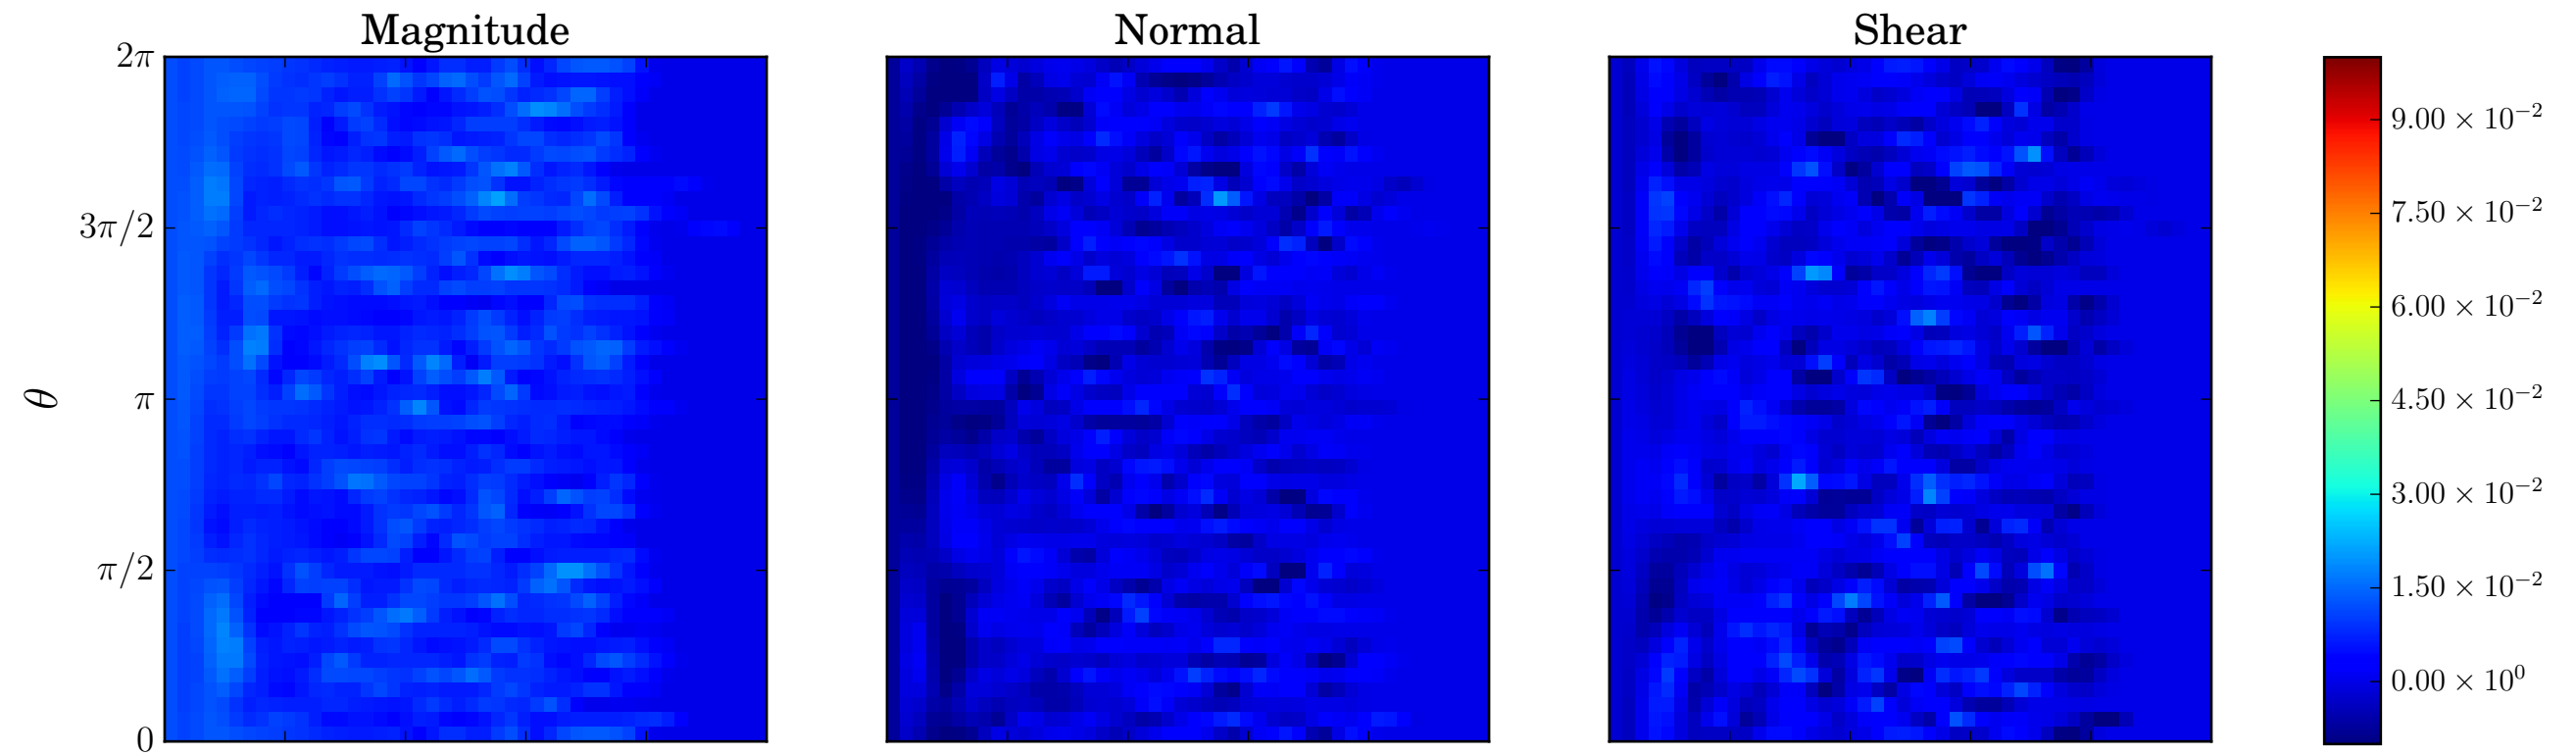 Magnitude
Normal
Shear
2π
3π/2
π
π/2
0
θ
9.00 × 10⁻²
7.50 × 10⁻²
6.00 × 10⁻²
4.50 × 10⁻²
3.00 × 10⁻²
1.50 × 10⁻²
0.00 × 10⁰